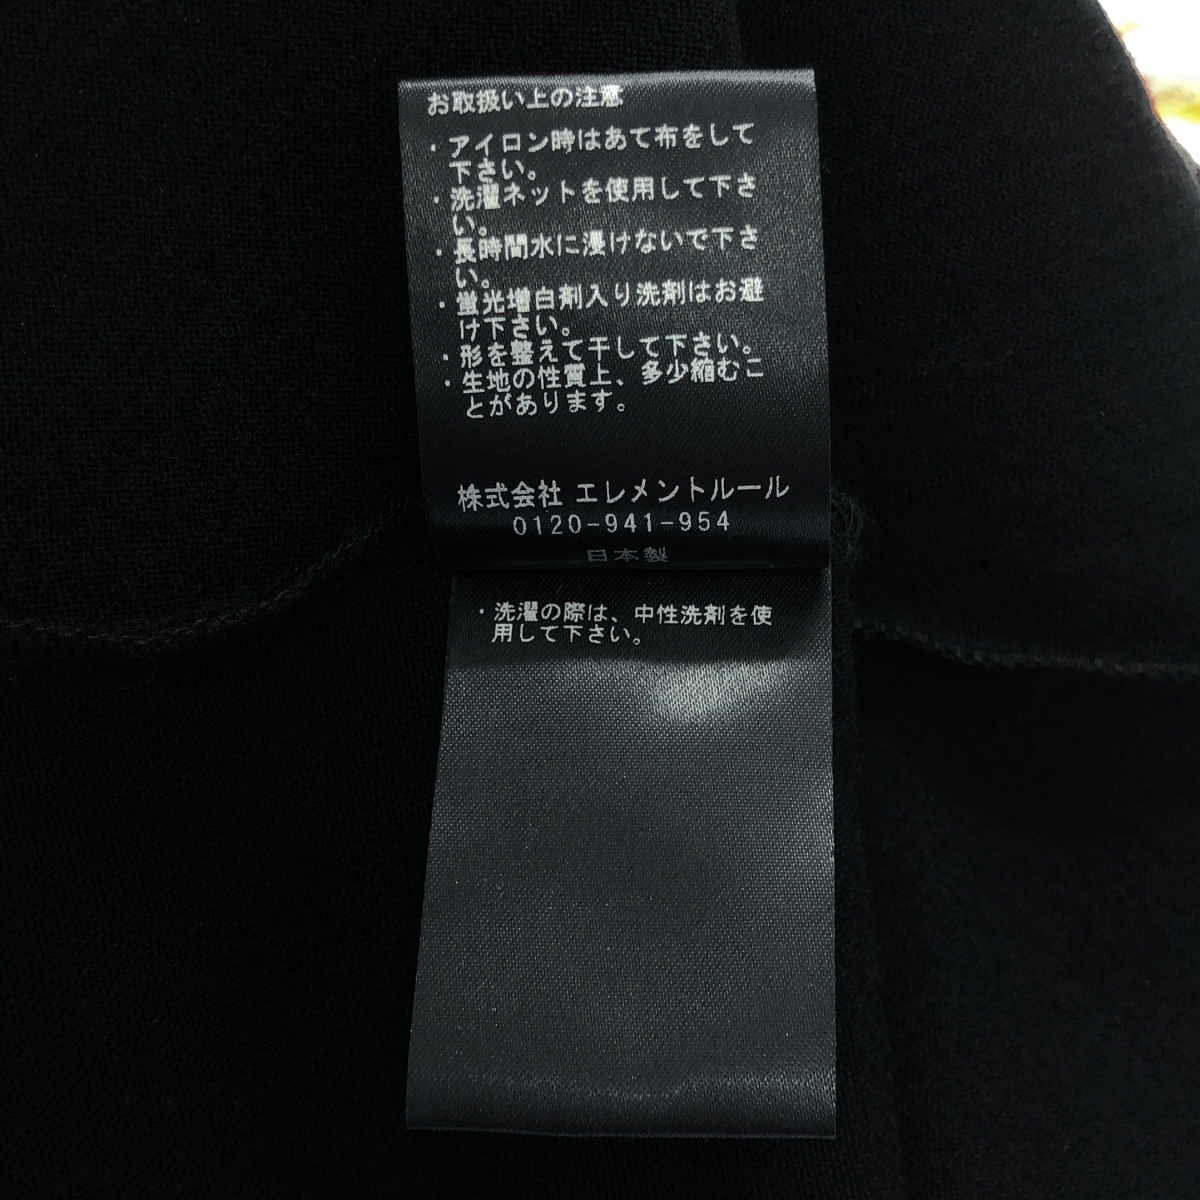 お取扱い上の注意
・アイロン時はあて布をして
下さい。
・洗濯ネットを使用して下さ
い。
・長時間水に浸けないで下さ
い。
・蛍光増白剤入り洗剤はお避
け下さい。
・形を整えて干して下さい。
・生地の性質上、多少縮むこ
とがあります。
株式会社 エレメントルール
0120-941-954
日本製
・洗濯の際は、中性洗剤を使
用して下さい。